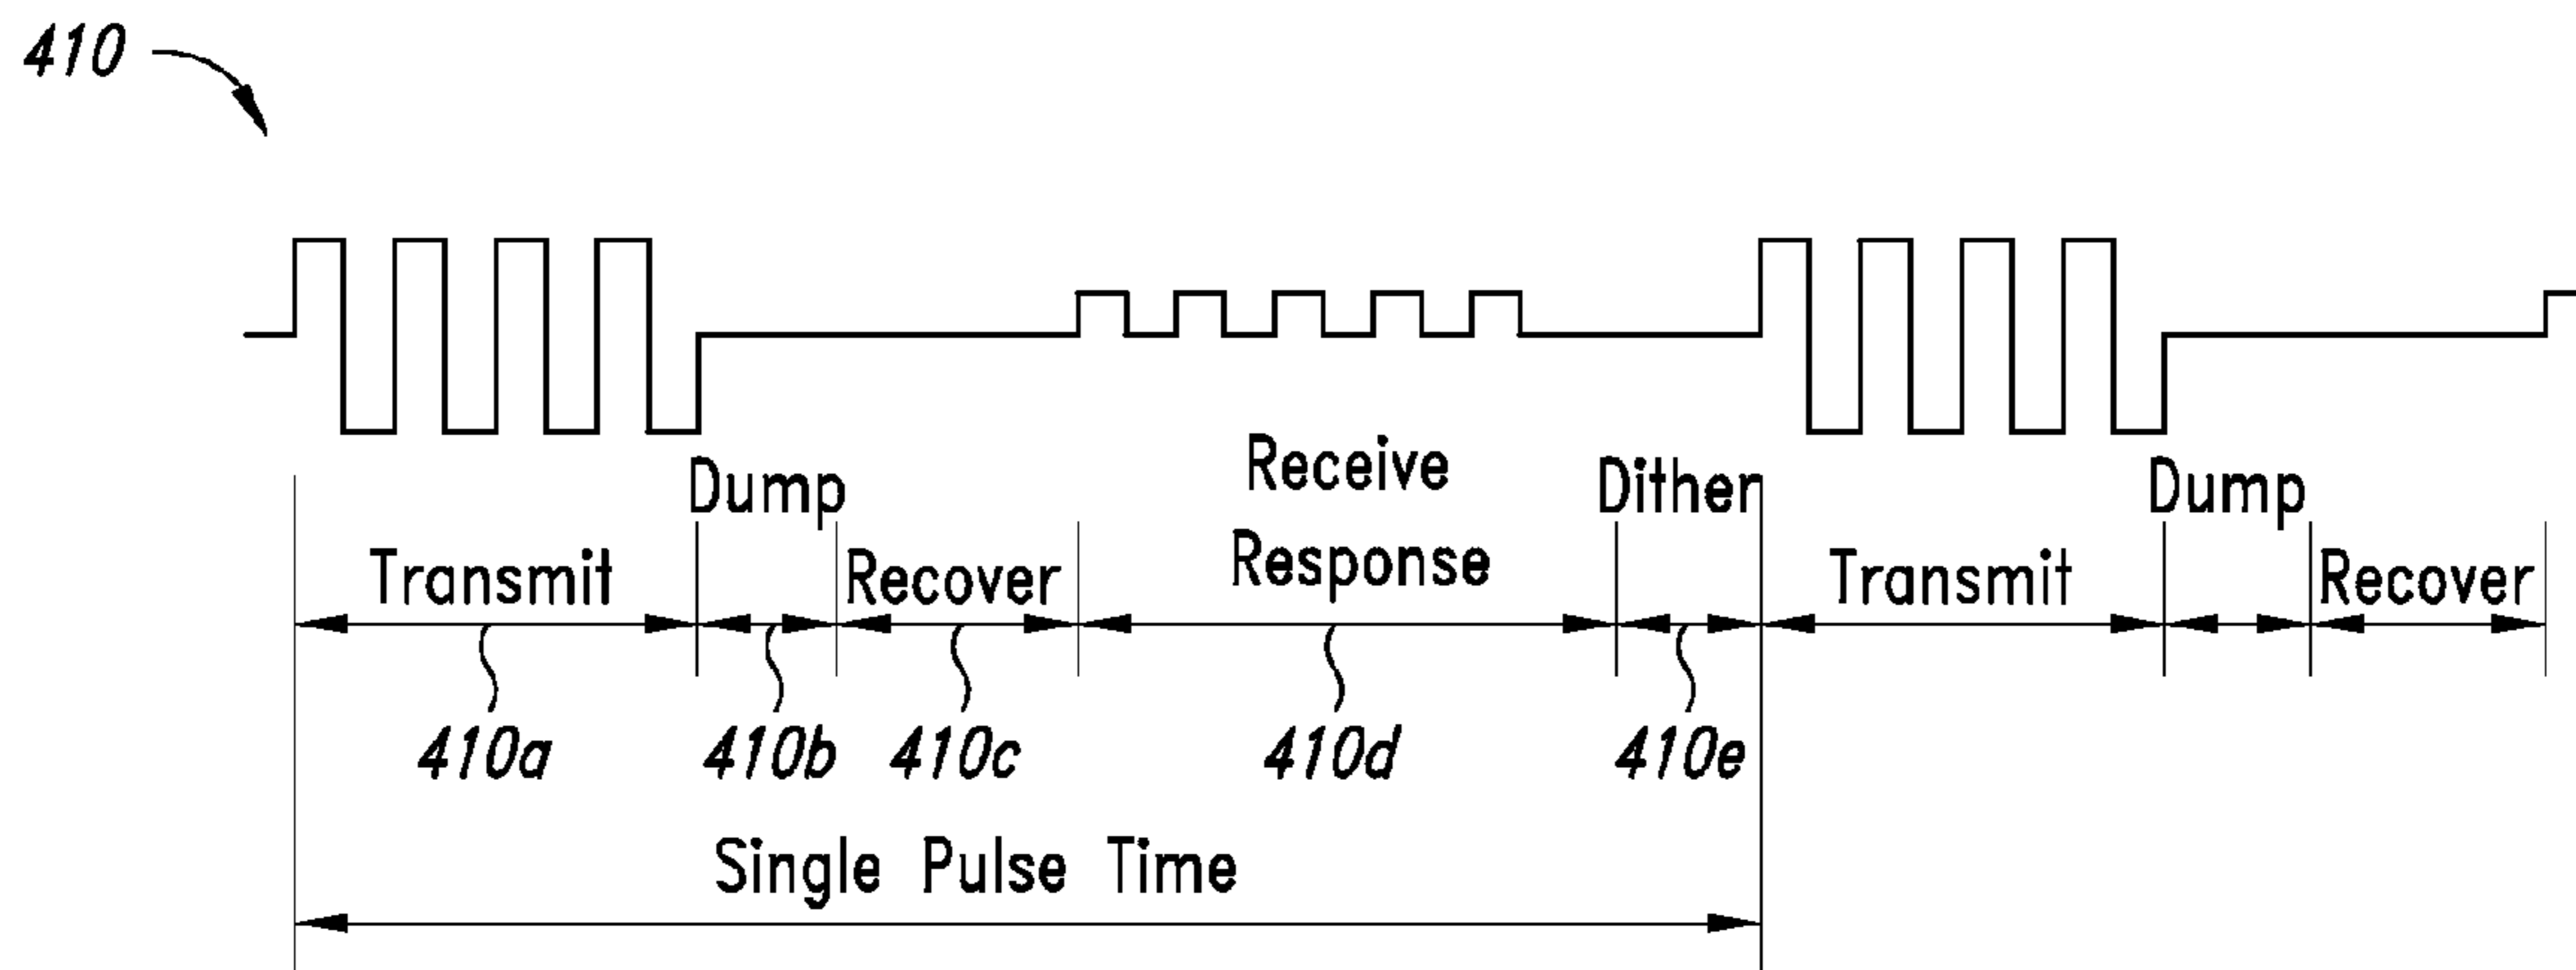 410
Receive
Dump
Dither
Dump
Transmit
Recover
Response
Transmit
Recover
410a
410b
410c
410d
410e
Single Pulse Time